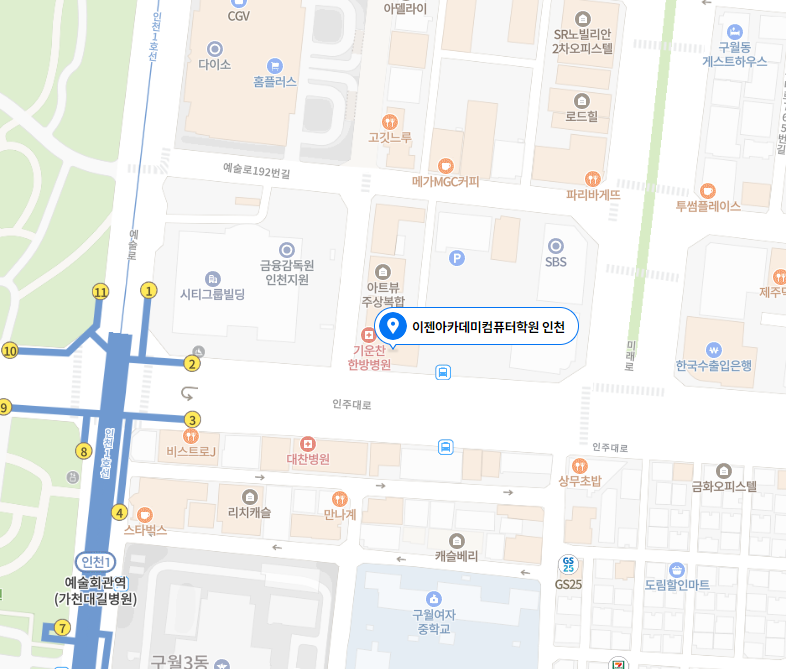 CGV
아델라이
인천1호선
다이소
홈플러스
SR노빌리안
2차오피스텔
구월동
게스트하우스
로드힐
고깃느루
예술로192번길
메가MGC커피
파리바게뜨
투썸플레이스
예술로
금융감독원
인천지원
시티그룹빌딩
P
SBS
아트뷰
주상복합
제주
11
1
이젠아카데미컴퓨터학원 인천
기운찬
한방병원
미래로
한국수출입은행
10
2
9
3
인주대로
인주대로
인천1호선
8
비스트로J
대찬병원
상무초밥
금화오피스텔
4
스타벅스
리치캐슬
만나계
캐슬베리
인천1
예술회관역
(가천대길병원)
GS
25
GS25
도림할인마트
구월여자
중학교
7
구월3동
7